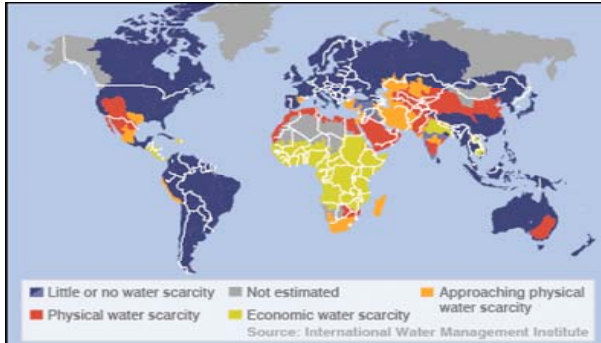 Little or no water scarcity
Not estimated
Approaching physical
water scarcity
Physical water scarcity
Economic water scarcity
Source: International Water Management Institute